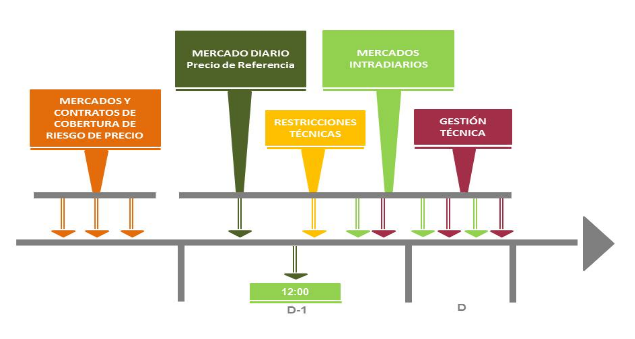 MERCADO DIARIO
Precio de Referencia
MERCADOS
INTRADIARIOS
MERCADOS Y
CONTRATOS DE
COBERTURA DE
RIESGO DE PRECIO
RESTRICCIONES
TÉCNICAS
GESTIÓN
TÉCNICA
12:00
D-1
D